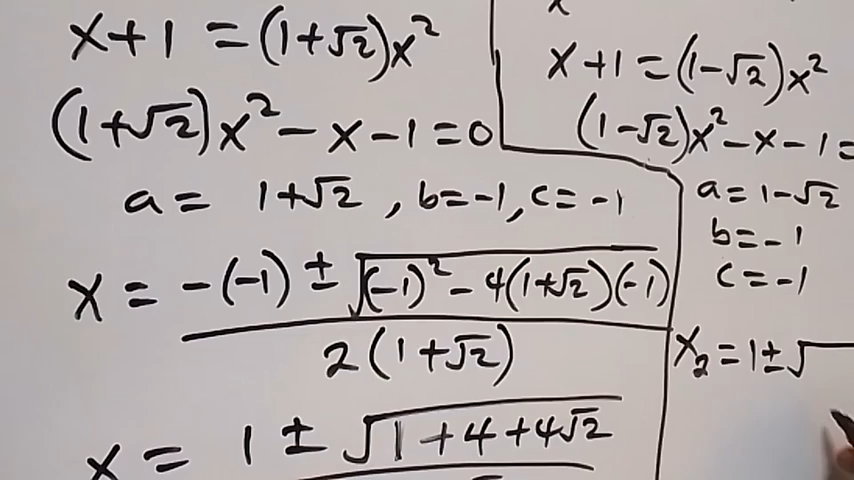 x+1 = (1+√2)x²
(1+√2)x² - x - 1 = 0
a = 1+√2 , b=-1, c= -1
x = -(-1) ± √(-1)² - 4(1+√2)(-1)
2(1+√2)
x = 1 ± √1+4+4√2
x
x+1 = (1-√2)x²
(1-√2)x² - x - 1 =
a = 1-√2
b = -1
c = -1
x₂ = 1±√